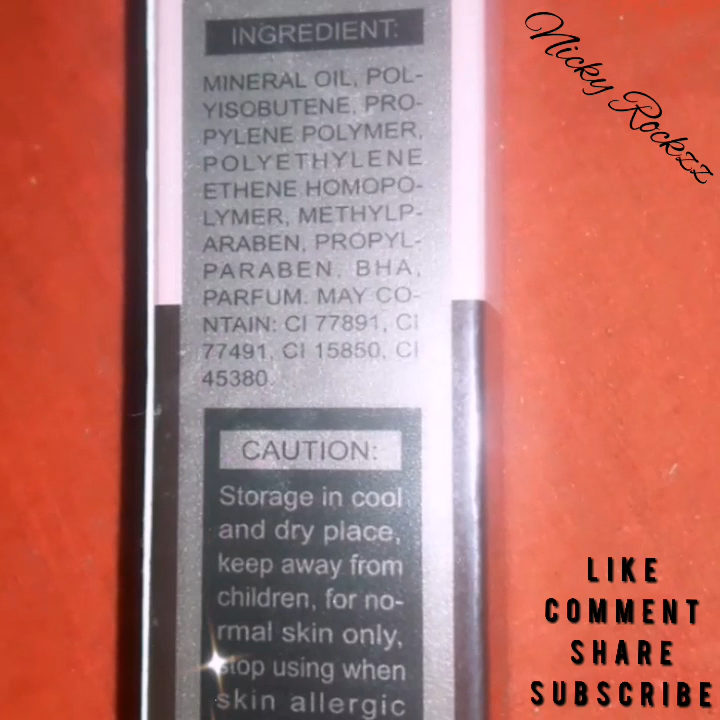 INGREDIENT:
MINERAL OIL, POL-
YISOBUTENE, PRO-
PYLENE POLYMER,
POLYETHYLENE
ETHENE HOMOPO-
LYMER, METHYLP-
ARABEN, PROPYL-
PARABEN, BHA,
PARFUM. MAY CO-
NTAIN: CI 77891, CI
77491, CI 15850, CI
45380.
CAUTION:
Storage in cool
and dry place,
keep away from
children, for no-
rmal skin only,
stop using when
skin allergic
Nicky Rockzz
LIKE
COMMENT
SHARE
SUBSCRIBE